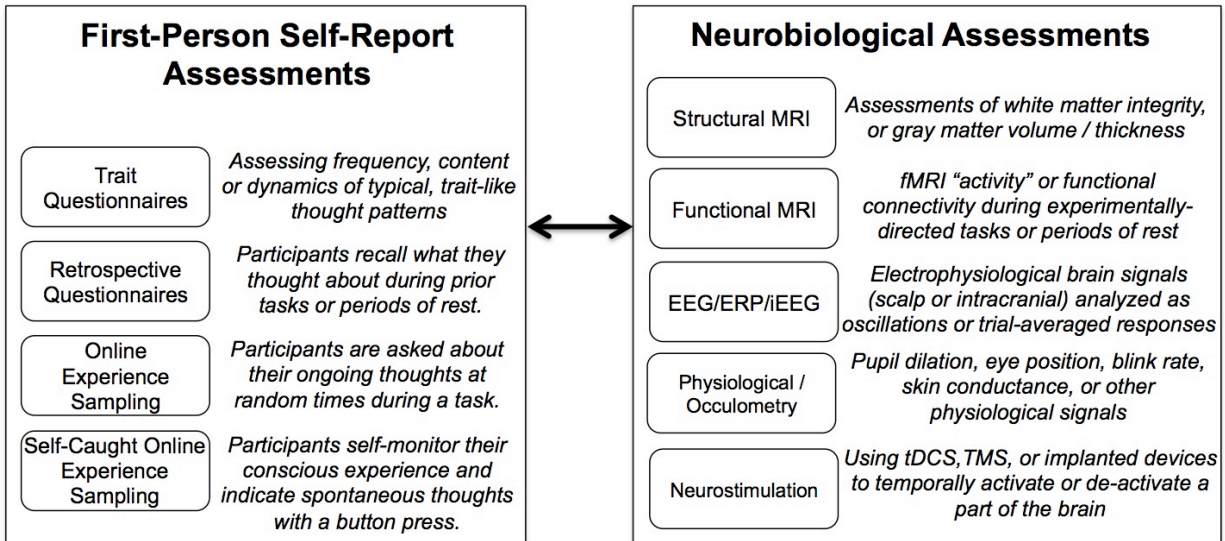 First-Person Self-Report
Assessments
Trait
Questionnaires
Assessing frequency, content
or dynamics of typical, trait-like
thought patterns
Retrospective
Questionnaires
Participants recall what they
thought about during prior
tasks or periods of rest.
Online
Experience
Sampling
Participants are asked about
their ongoing thoughts at
random times during a task.
Self-Caught Online
Experience
Sampling
Participants self-monitor their
conscious experience and
indicate spontaneous thoughts
with a button press.
Neurobiological Assessments
Structural MRI
Assessments of white matter integrity,
or gray matter volume / thickness
Functional MRI
fMRI “activity” or functional
connectivity during experimentally-
directed tasks or periods of rest
EEG/ERP/iEEG
Electrophysiological brain signals
(scalp or intracranial) analyzed as
oscillations or trial-averaged responses
Physiological /
Occulometry
Pupil dilation, eye position, blink rate,
skin conductance, or other
physiological signals
Neurostimulation
Using tDCS,TMS, or implanted devices
to temporally activate or de-activate a
part of the brain